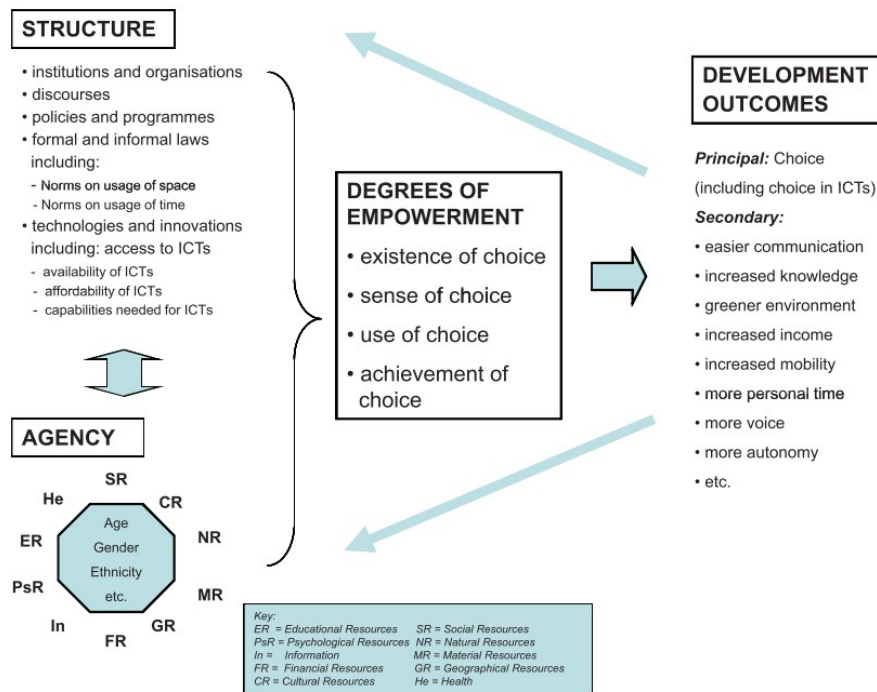 STRUCTURE
• institutions and organisations
• discourses
• policies and programmes
• formal and informal laws
including:
- Norms on usage of space
- Norms on usage of time
• technologies and innovations
including: access to ICTs
- availability of ICTs
- affordability of ICTs
- capabilities needed for ICTs
AGENCY
SR
He
CR
ER
NR
PsR
MR
In
GR
FR
Age
Gender
Ethnicity
etc.
DEGREES OF
EMPOWERMENT
• existence of choice
• sense of choice
• use of choice
• achievement of
choice
DEVELOPMENT
OUTCOMES
Principal: Choice
(including choice in ICTs)
Secondary:
• easier communication
• increased knowledge
• greener environment
• increased income
• increased mobility
• more personal time
• more voice
• more autonomy
• etc.
Key:
ER = Educational Resources SR = Social Resources
PsR = Psychological Resources NR = Natural Resources
In = Information MR = Material Resources
FR = Financial Resources GR = Geographical Resources
CR = Cultural Resources He = Health